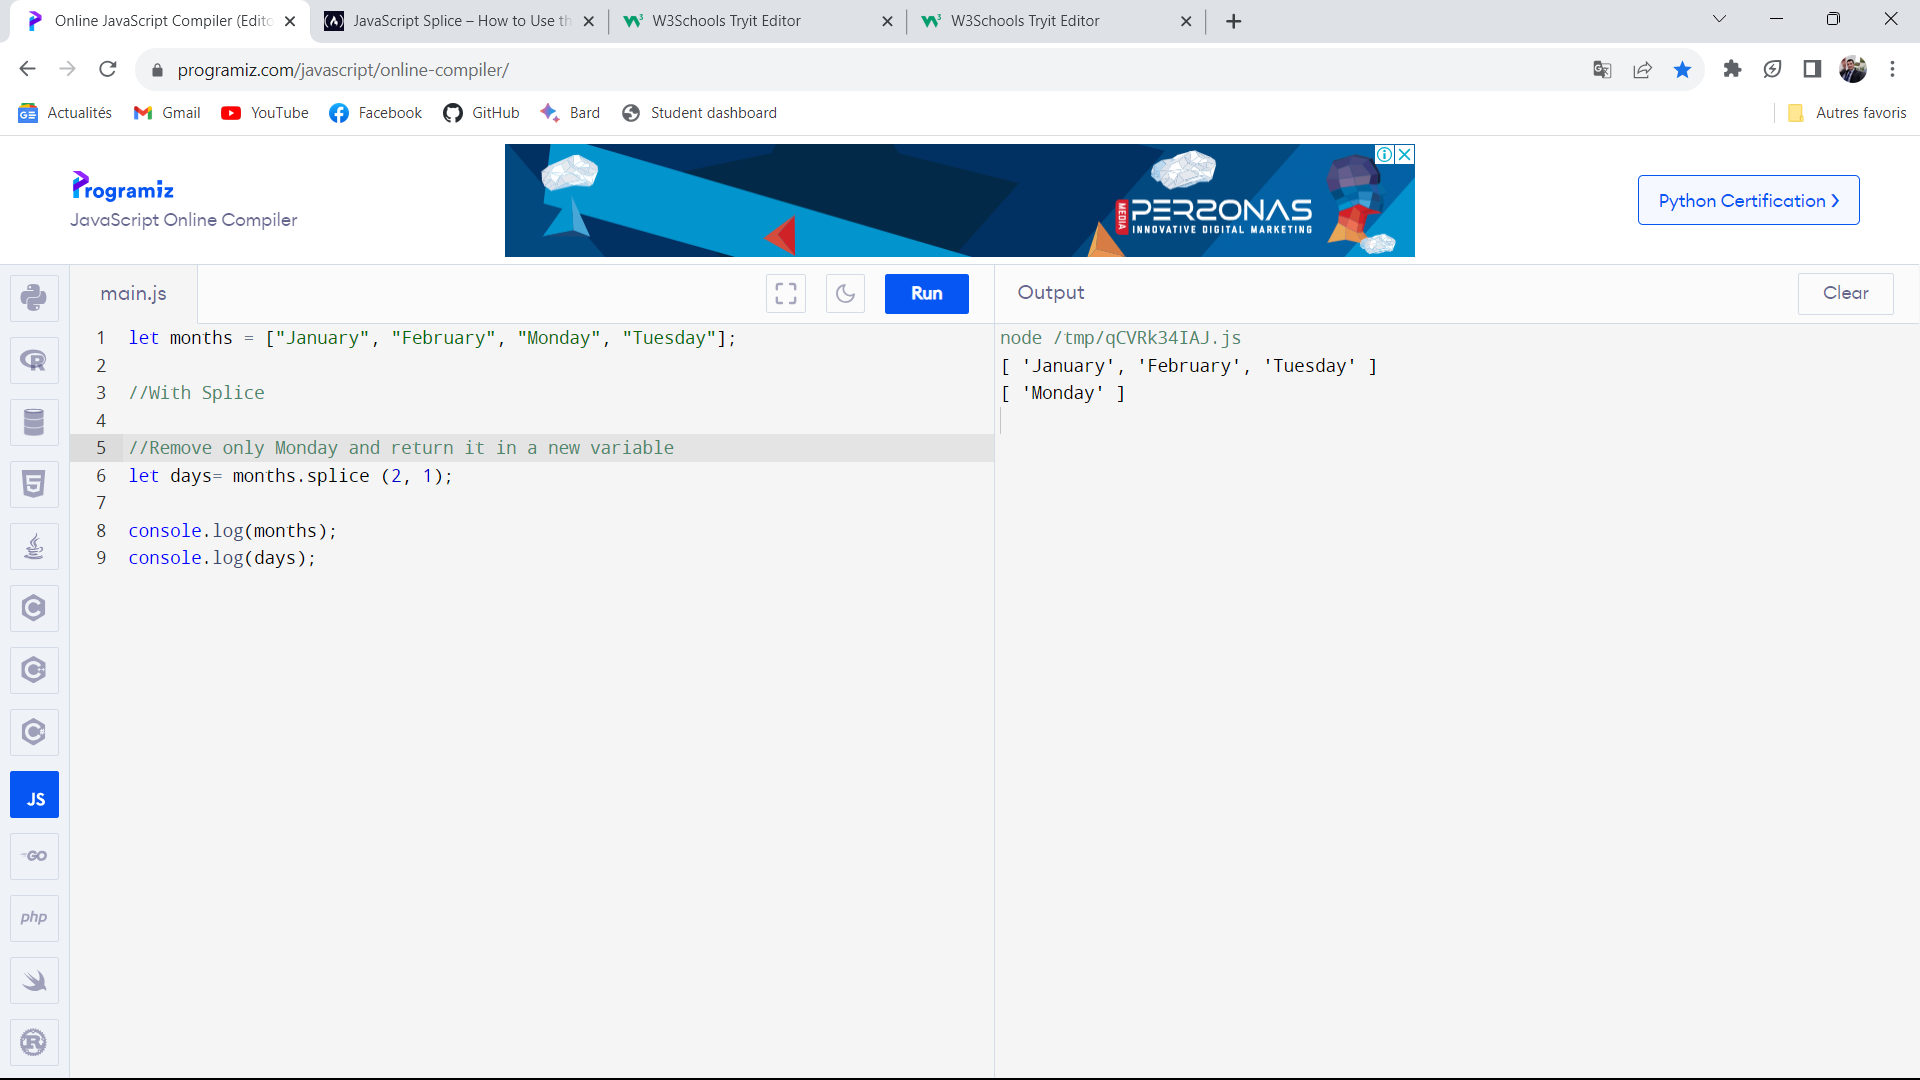 Online JavaScript Compiler (Edito
JavaScript Splice – How to Use th
W3Schools Tryit Editor
W3Schools Tryit Editor
programiz.com/javascript/online-compiler/
Actualités
Gmail
YouTube
Facebook
GitHub
Bard
Student dashboard
Autres favoris
Programiz
JavaScript Online Compiler
MEDIA PERSONAS
INNOVATIVE DIGITAL MARKETING
Python Certification ›
main.js
Run
Output
Clear
1 let months = ["January", "February", "Monday", "Tuesday"];
2
3 //With Splice
4
5 //Remove only Monday and return it in a new variable
6 let days= months.splice (2, 1);
7
8 console.log(months);
9 console.log(days);
node /tmp/qCVRk34IAJ.js
[ 'January', 'February', 'Tuesday' ]
[ 'Monday' ]
R
5
C
C+
C
JS
GO
php
R